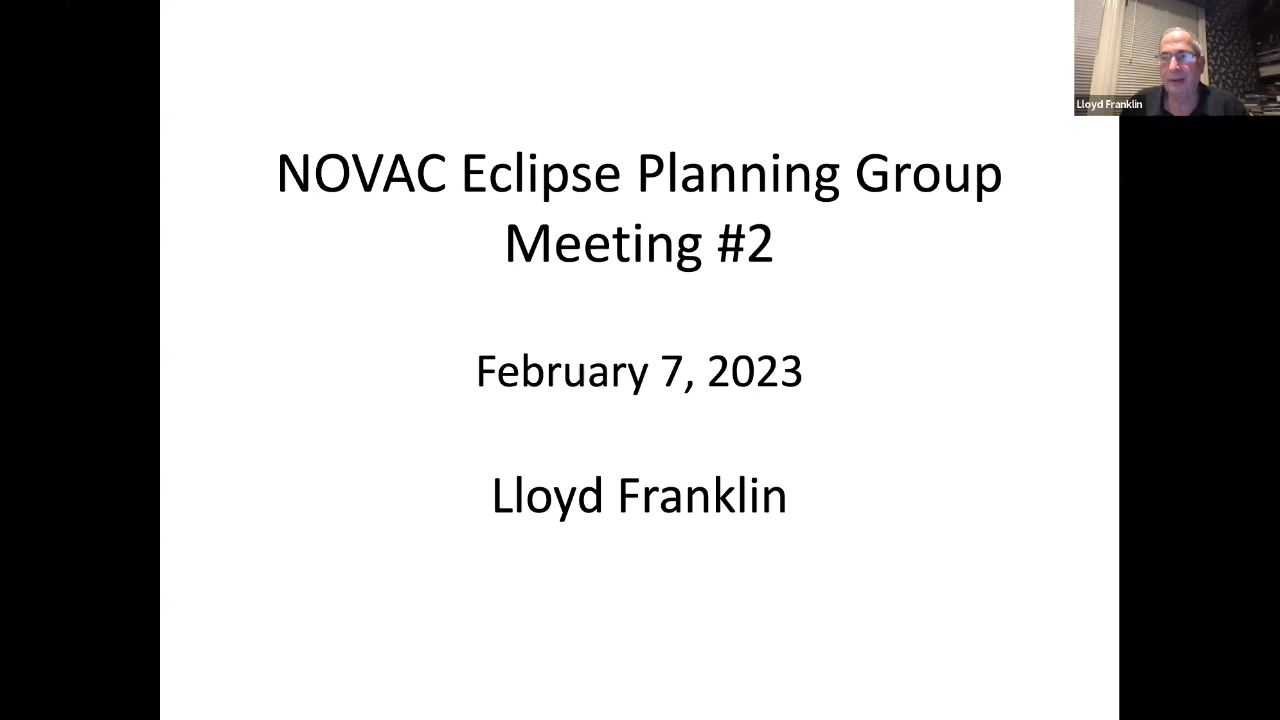 Lloyd Franklin
NOVAC Eclipse Planning Group
Meeting #2
February 7, 2023
Lloyd Franklin